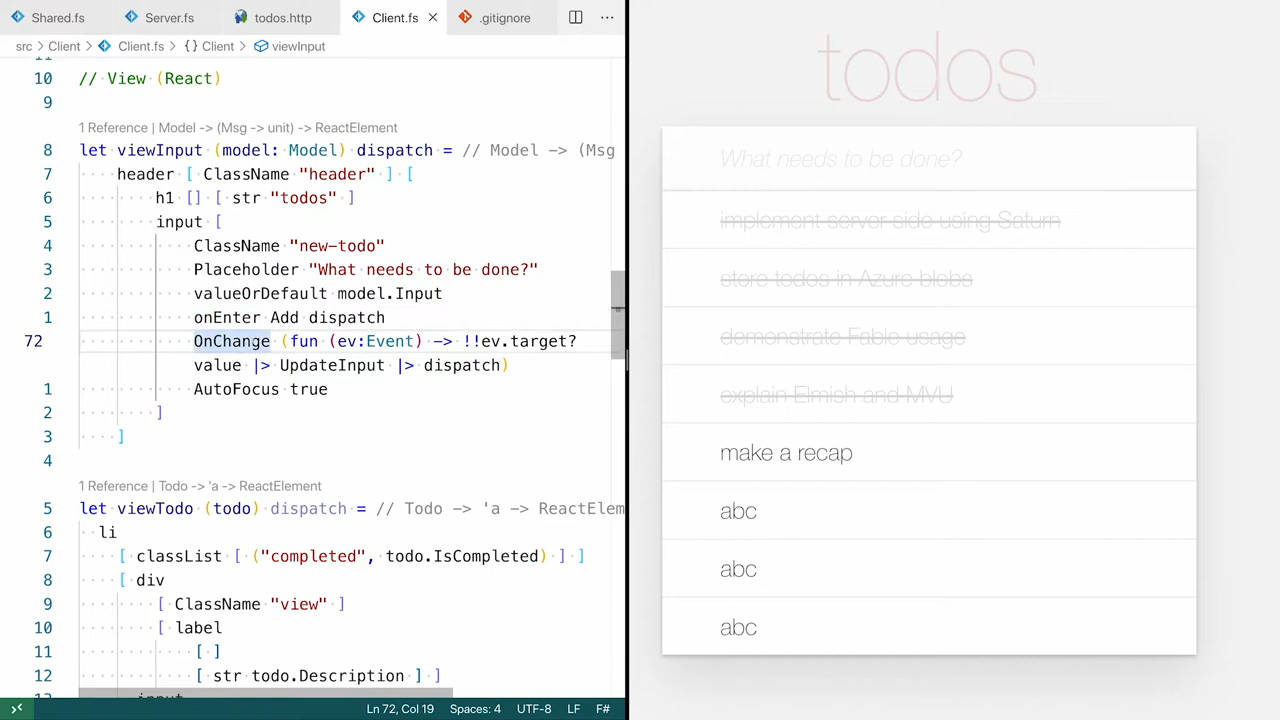 Shared.fs Server.fs todos.http Client.fs .gitignore
src > Client > Client.fs > {} Client > viewInput
11
10 // View (React)
9
1 Reference | Model -> (Msg -> unit) -> ReactElement
8 let viewInput (model: Model) dispatch = // Model -> (Msg
7 header [ ClassName "header" ] [
6 h1 [] [ str "todos" ]
5 input [
4 ClassName "new-todo"
3 Placeholder "What needs to be done?"
2 valueOrDefault model.Input
1 onEnter Add dispatch
72 OnChange (fun (ev:Event) -> !!ev.target?
value |> UpdateInput |> dispatch)
1 AutoFocus true
2 ]
3 ]
4
1 Reference | Todo -> 'a -> ReactElement
5 let viewTodo (todo) dispatch = // Todo -> 'a -> ReactElem
6 li
7 [ classList [ ("completed", todo.IsCompleted) ] ]
8 [ div
9 [ ClassName "view" ]
10 [ label
11 [ ]
12 [ str todo.Description ] ]
13 input
Ln 72, Col 19 Spaces: 4 UTF-8 LF F#
todos
What needs to be done?
implement server side using Saturn
store todos in Azure blobs
demonstrate Fable usage
explain Elmish and MVU
make a recap
abc
abc
abc